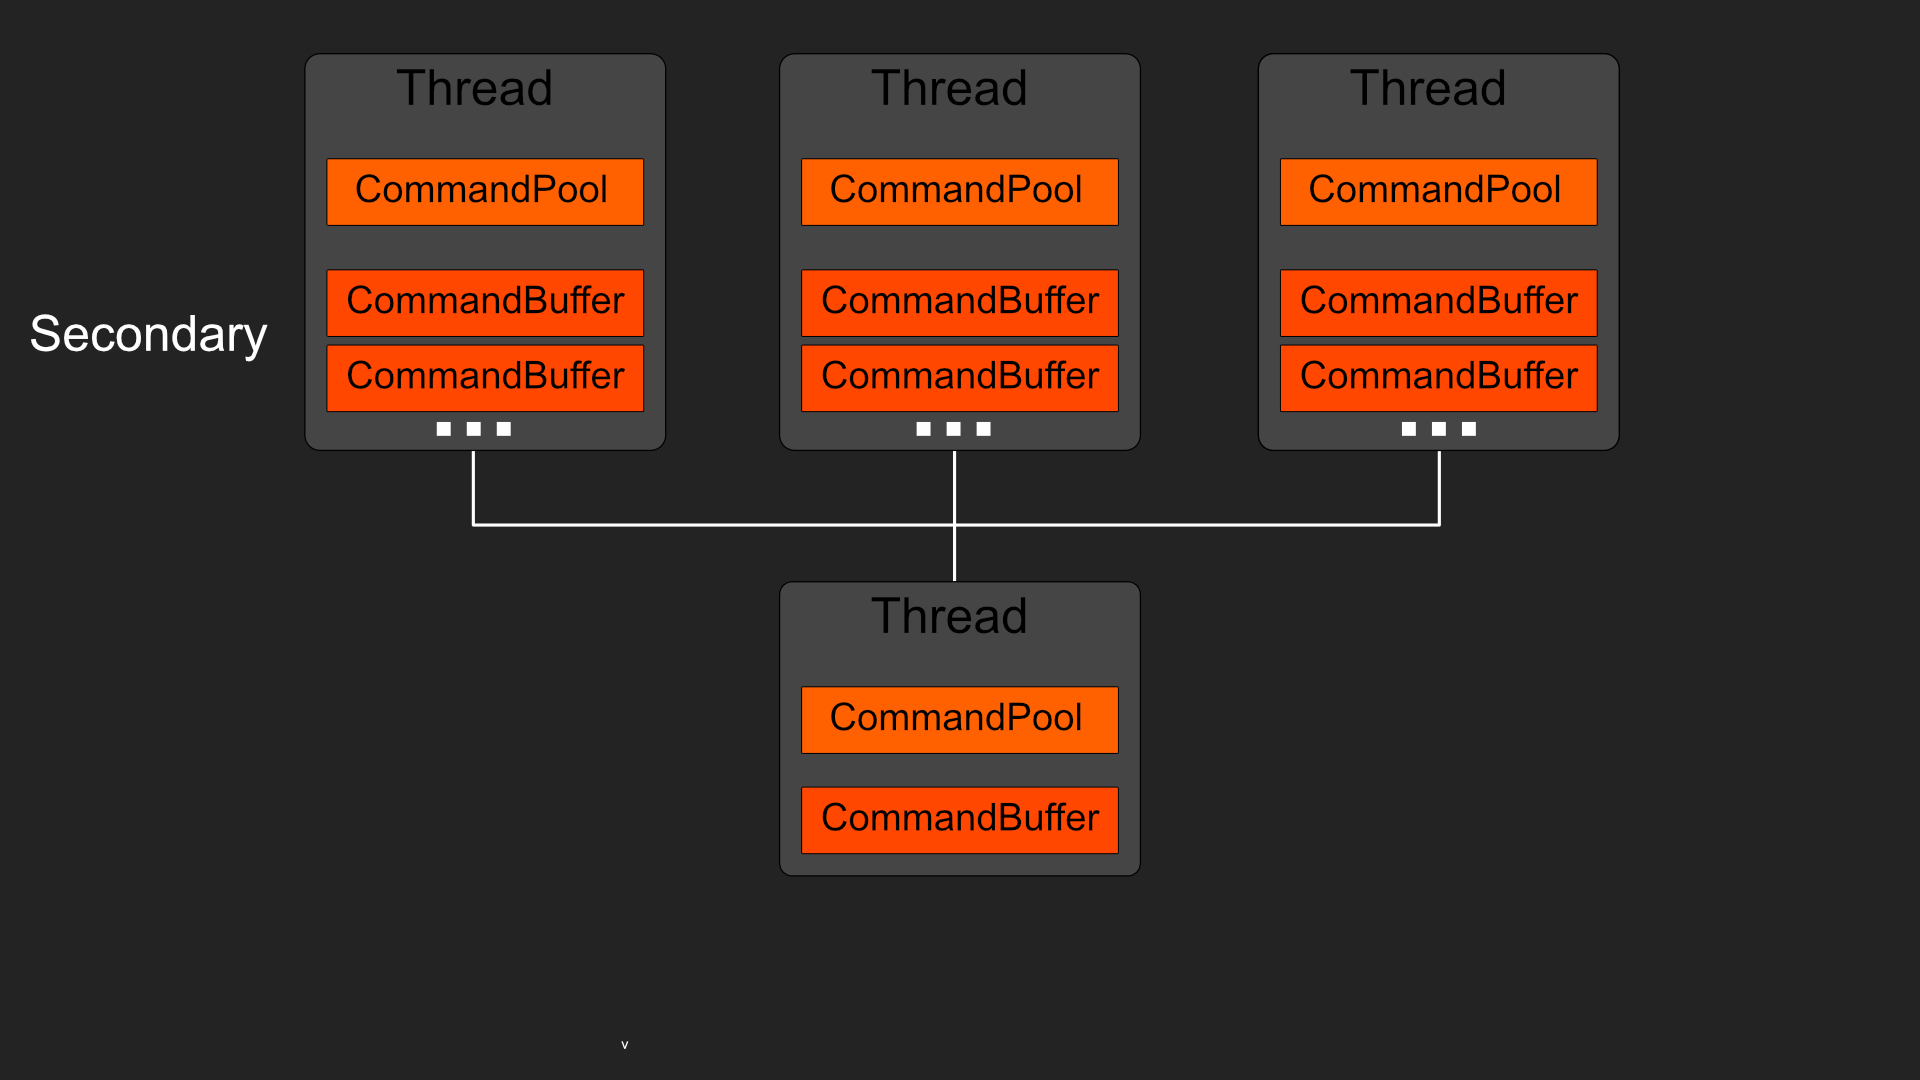 Thread
Thread
Thread
CommandPool
CommandPool
CommandPool
CommandBuffer
CommandBuffer
CommandBuffer
Secondary
CommandBuffer
CommandBuffer
CommandBuffer
Thread
CommandPool
CommandBuffer
v